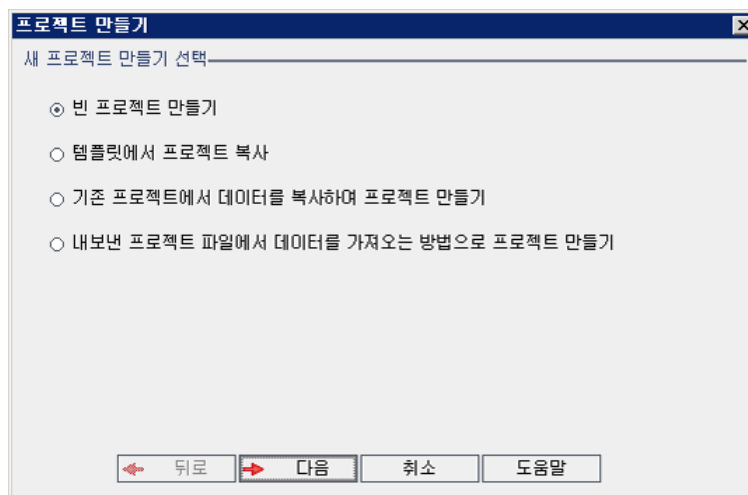 프로젝트 만들기
새 프로젝트 만들기 선택
빈 프로젝트 만들기
템플릿에서 프로젝트 복사
기존 프로젝트에서 데이터를 복사하여 프로젝트 만들기
내보낸 프로젝트 파일에서 데이터를 가져오는 방법으로 프로젝트 만들기
뒤로 다음 취소 도움말